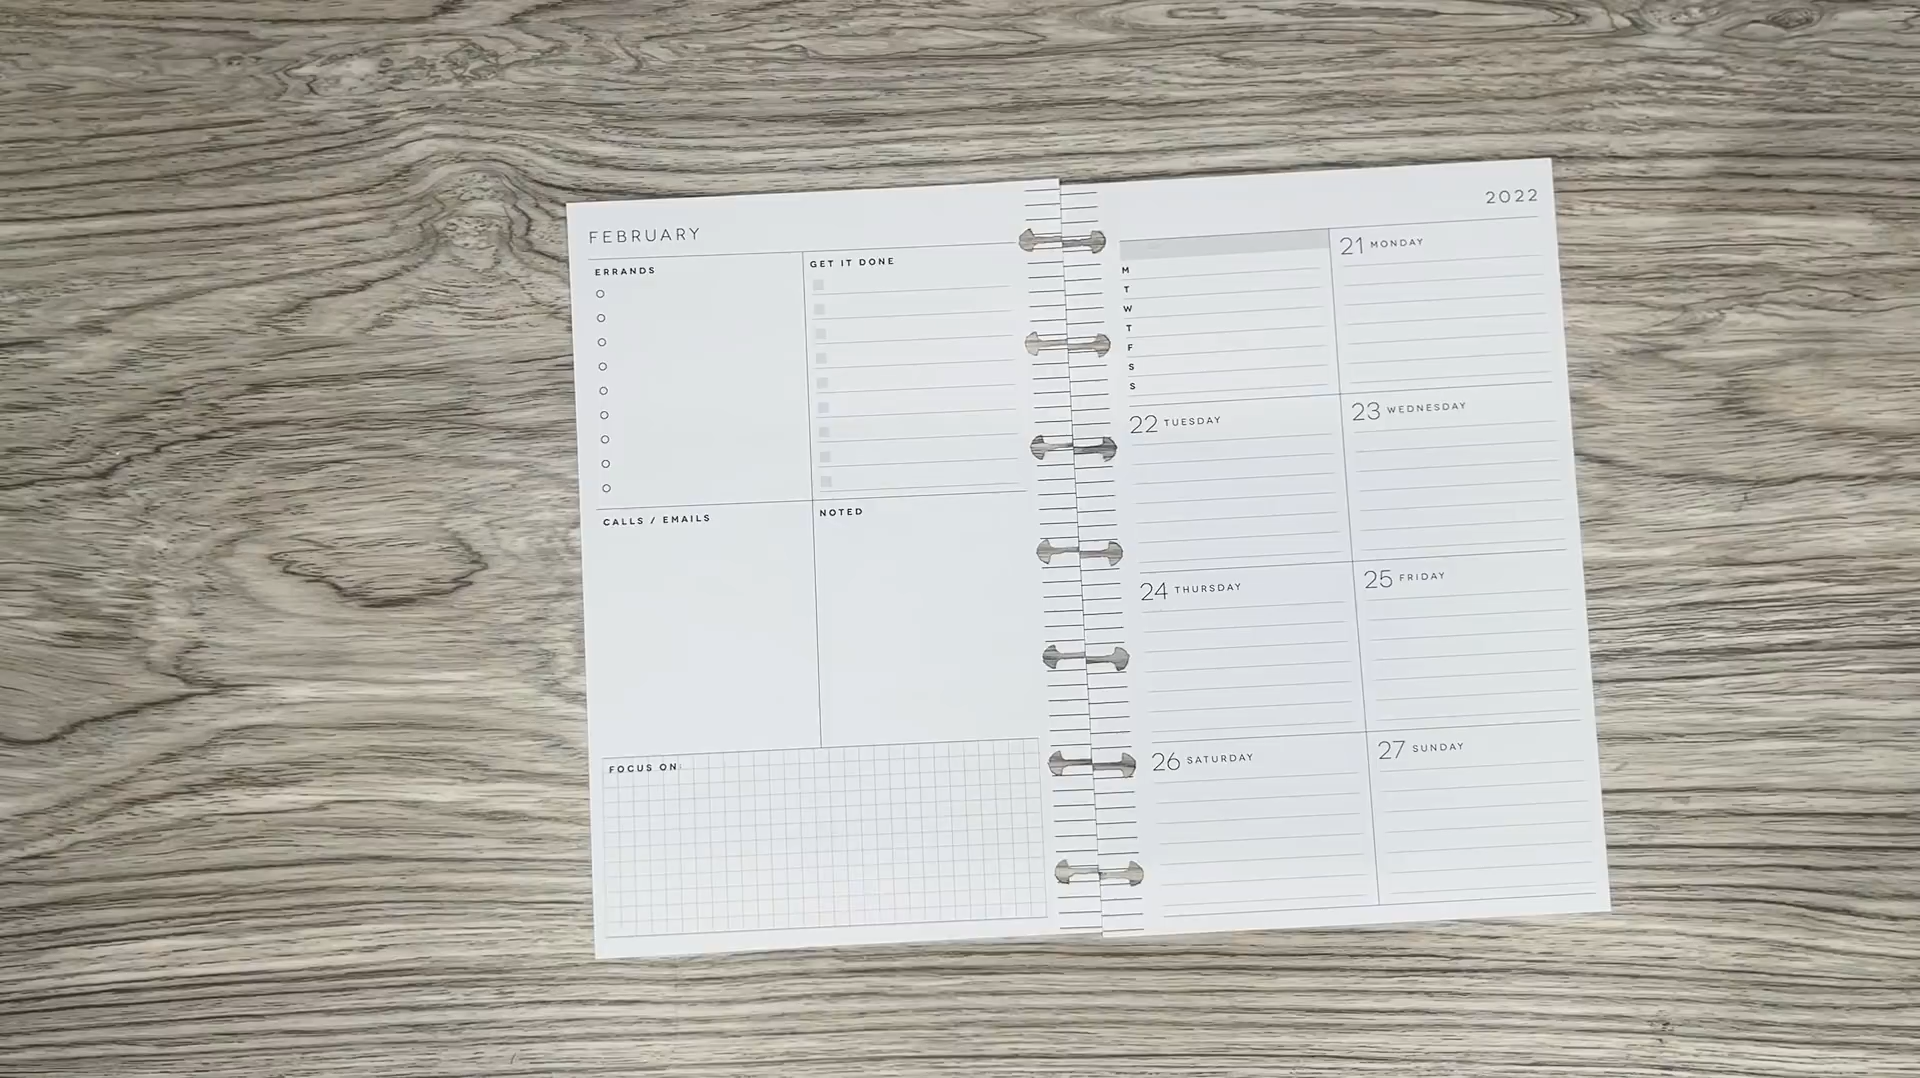 FEBRUARY
ERRANDS
GET IT DONE
CALLS / EMAILS
NOTED
FOCUS ON:
2022
M
T
W
T
F
S
S
21 MONDAY
22 TUESDAY
23 WEDNESDAY
24 THURSDAY
25 FRIDAY
26 SATURDAY
27 SUNDAY